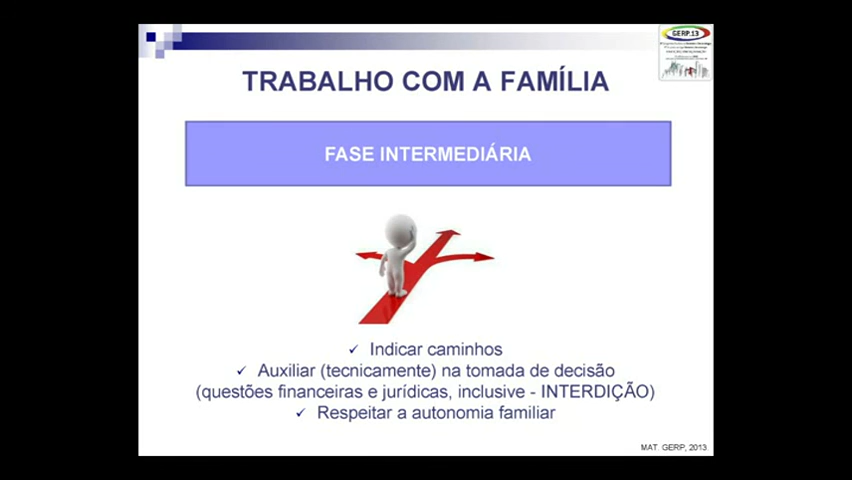 GERP.13
TRABALHO COM A FAMÍLIA
FASE INTERMEDIÁRIA
✓ Indicar caminhos
✓ Auxiliar (tecnicamente) na tomada de decisão
(questões financeiras e jurídicas, inclusive - INTERDIÇÃO)
✓ Respeitar a autonomia familiar
MAT. GERP, 2013